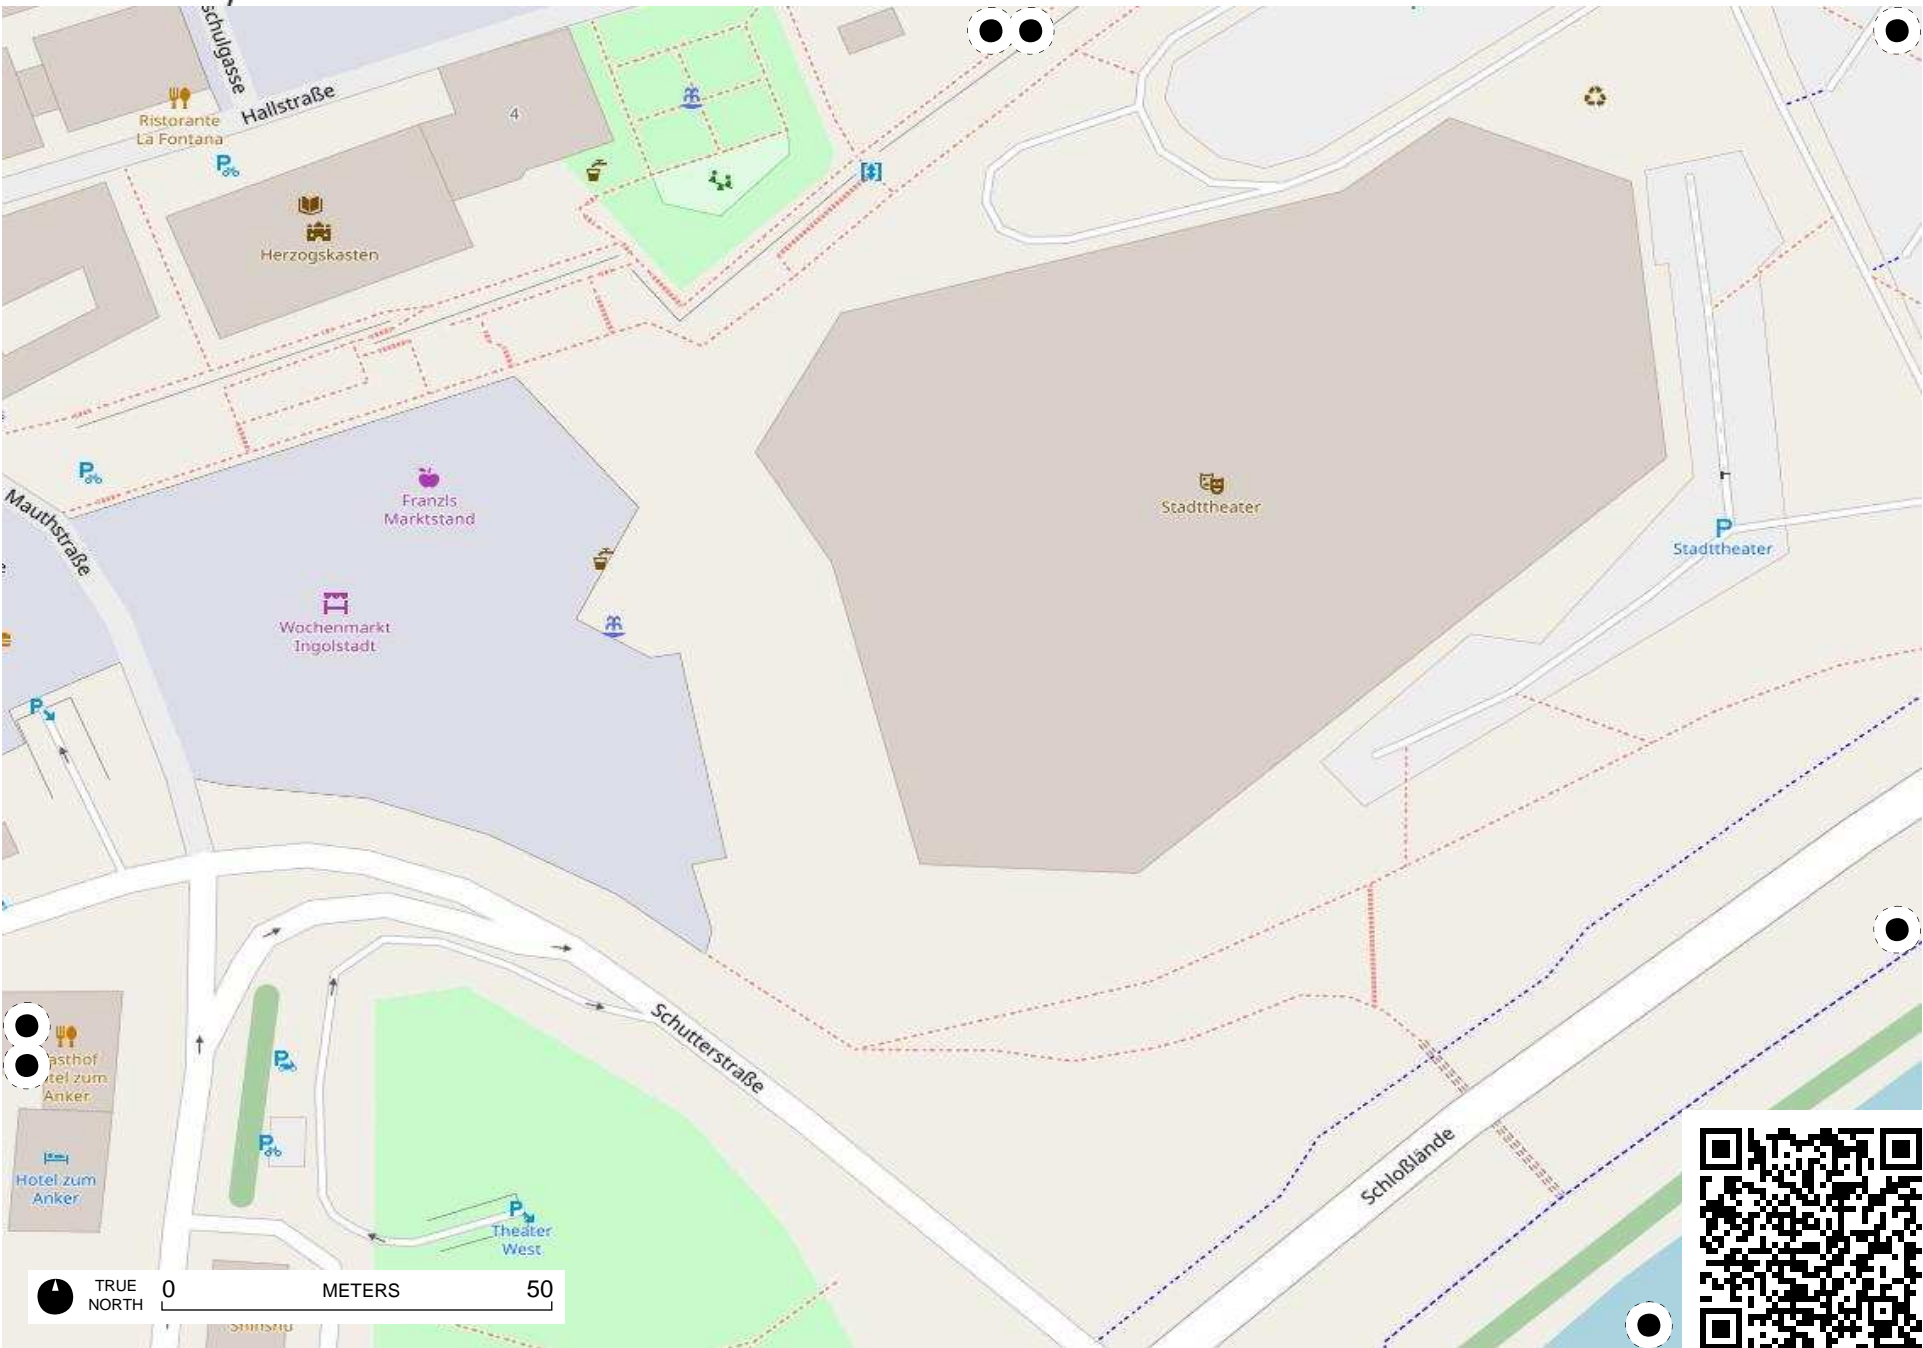 schulgasse
Hallstraße
Ristorante
La Fontana
4
Herzogskasten
Mauthstraße
Franzls
Marktstand
Stadttheater
P
Stadttheater
Wochenmarkt
Ingolstadt
Schutterstraße
Hotel zum
Anker
Anker
Theater
West
Schloßlände
TRUE
NORTH
0 METERS 50